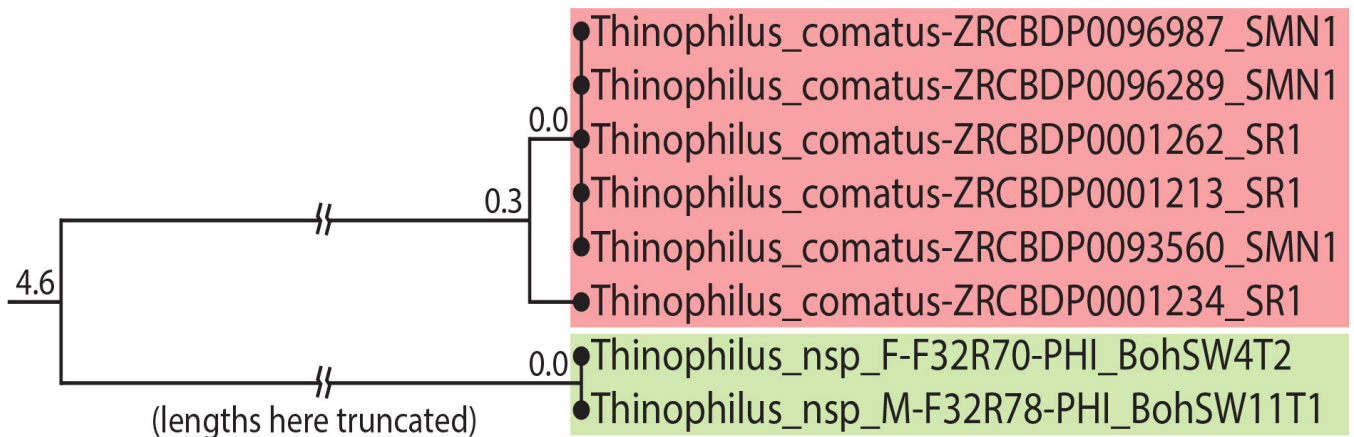 Thinophilus_comatus-ZRCBDP0096987_SMN1
Thinophilus_comatus-ZRCBDP0096289_SMN1
0.0
Thinophilus_comatus-ZRCBDP0001262_SR1
0.3
Thinophilus_comatus-ZRCBDP0001213_SR1
Thinophilus_comatus-ZRCBDP0093560_SMN1
4.6
Thinophilus_comatus-ZRCBDP0001234_SR1
0.0
Thinophilus_nsp_F-F32R70-PHI_BohSW4T2
Thinophilus_nsp_M-F32R78-PHI_BohSW11T1
(lengths here truncated)